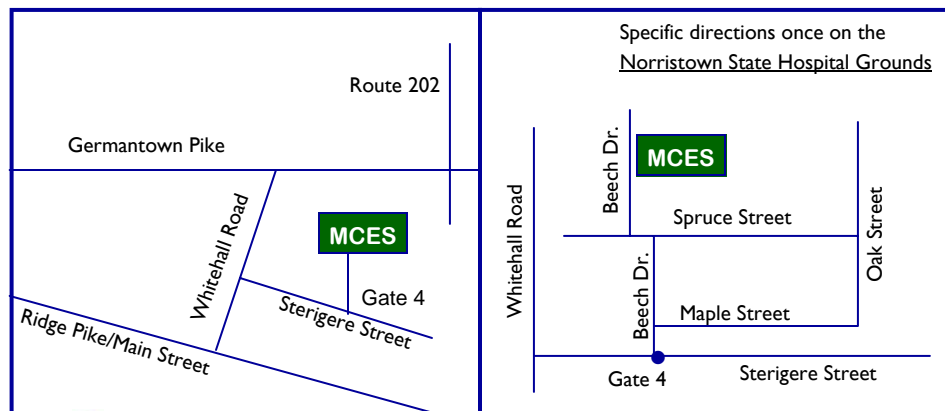 Route 202
Germantown Pike
Whitehall Road
MCES
Gate 4
Sterigere Street
Ridge Pike/Main Street
Specific directions once on the
Norristown State Hospital Grounds
Whitehall Road
Beech Dr.
MCES
Spruce Street
Oak Street
Beech Dr.
Maple Street
Gate 4
Sterigere Street